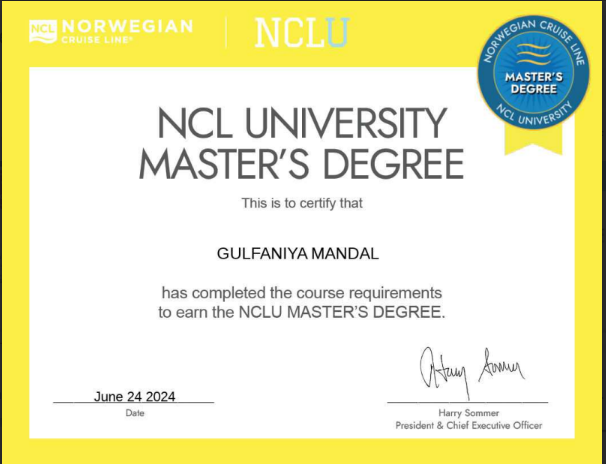 NCL NORWEGIAN
CRUISE LINE®
NCLU
NORWEGIAN CRUISE LINE
MASTER'S
DEGREE
NCL UNIVERSITY
NCL UNIVERSITY
MASTER'S DEGREE
This is to certify that
GULFANIYA MANDAL
has completed the course requirements
to earn the NCLU MASTER'S DEGREE.
Harry Sommer
June 24 2024
Date
Harry Sommer
President & Chief Executive Officer